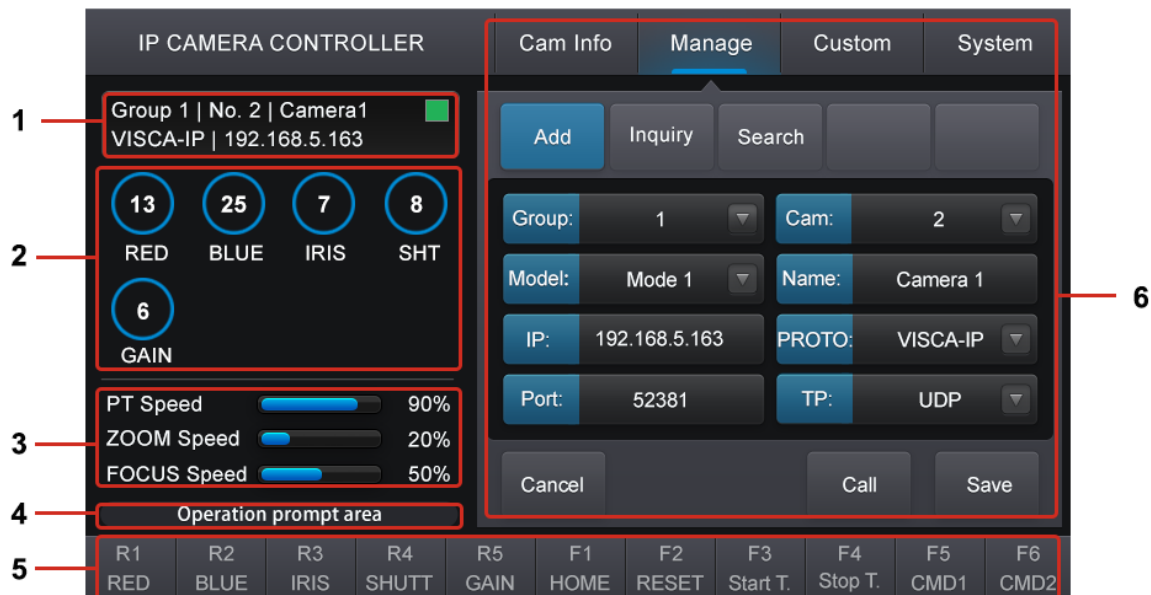 IP CAMERA CONTROLLER
Cam Info Manage Custom System
1
Group 1 | No. 2 | Camera1
VISCA-IP | 192.168.5.163
Add Inquiry Search
2
13 25 7 8
RED BLUE IRIS SHT
6
GAIN
Group: 1 Cam: 2
Model: Mode 1 Name: Camera 1
IP: 192.168.5.163 PROTO: VISCA-IP
Port: 52381 TP: UDP
6
3
PT Speed 90%
ZOOM Speed 20%
FOCUS Speed 50%
Cancel Call Save
4
Operation prompt area
5
R1 R2 R3 R4 R5 F1 F2 F3 F4 F5 F6
RED BLUE IRIS SHUTT GAIN HOME RESET Start T. Stop T. CMD1 CMD2